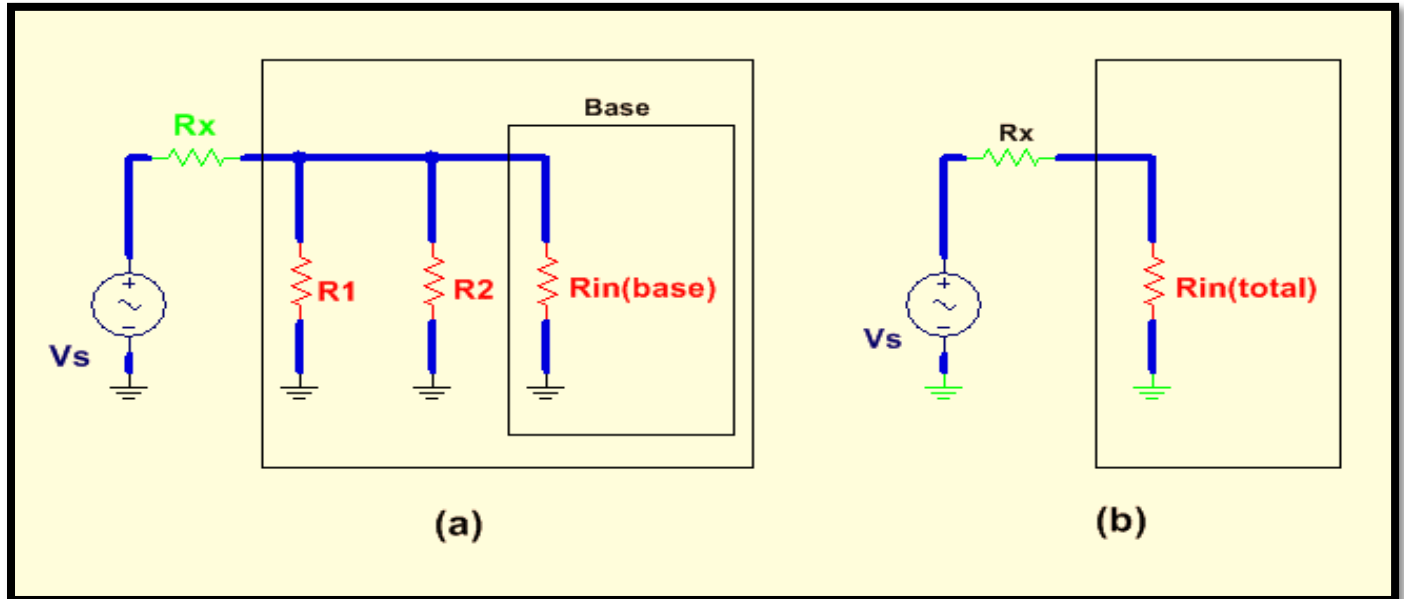 Rx
Base
R1
R2
Rin(base)
Vs
(a)
Rx
Rin(total)
Vs
(b)